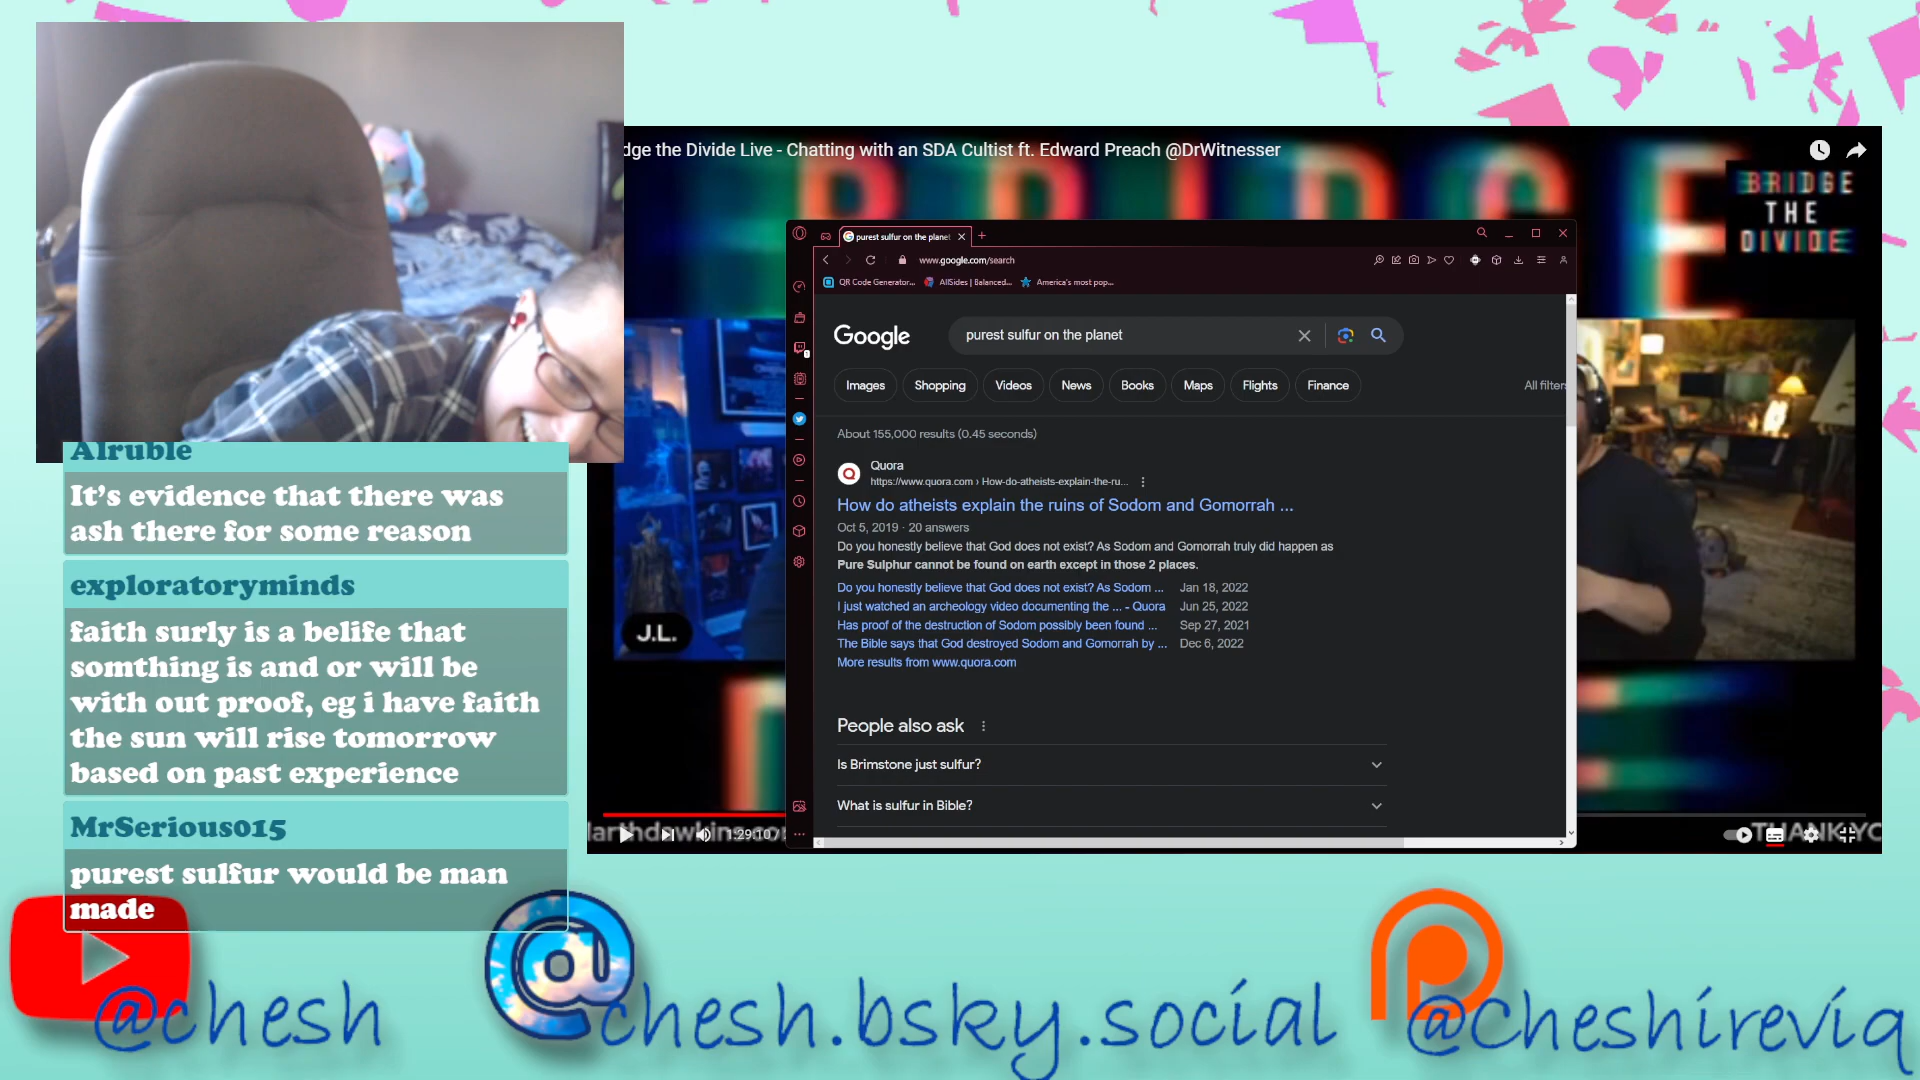 dge the Divide Live - Chatting with an SDA Cultist ft. Edward Preach @DrWitnesser
BRIDGE
BRIDGE
THE
DIVIDE
purest sulfur on the planet
www.google.com/search
QR Code Generator...
AllSides | Balanced...
America's most pop...
Google
purest sulfur on the planet
Images
Shopping
Videos
News
Books
Maps
Flights
Finance
All filters
About 155,000 results (0.45 seconds)
Quora
https://www.quora.com › How-do-atheists-explain-the-ru...
How do atheists explain the ruins of Sodom and Gomorrah ...
Oct 5, 2019 · 20 answers
Do you honestly believe that God does not exist? As Sodom and Gomorrah truly did happen as
Pure Sulphur cannot be found on earth except in those 2 places.
Do you honestly believe that God does not exist? As Sodom ... Jan 18, 2022
I just watched an archeology video documenting the ... - Quora Jun 25, 2022
Has proof of the destruction of Sodom possibly been found ... Sep 27, 2021
The Bible says that God destroyed Sodom and Gomorrah by ... Dec 6, 2022
More results from www.quora.com
People also ask
Is Brimstone just sulfur?
What is sulfur in Bible?
J.L.
1:29:10 /
THANK YO
Alruble
It's evidence that there was
ash there for some reason
exploratoryminds
faith surly is a belife that
somthing is and or will be
with out proof, eg i have faith
the sun will rise tomorrow
based on past experience
MrSerious015
purest sulfur would be man
made
@chesh
@chesh.bsky.social
@Cheshireviq